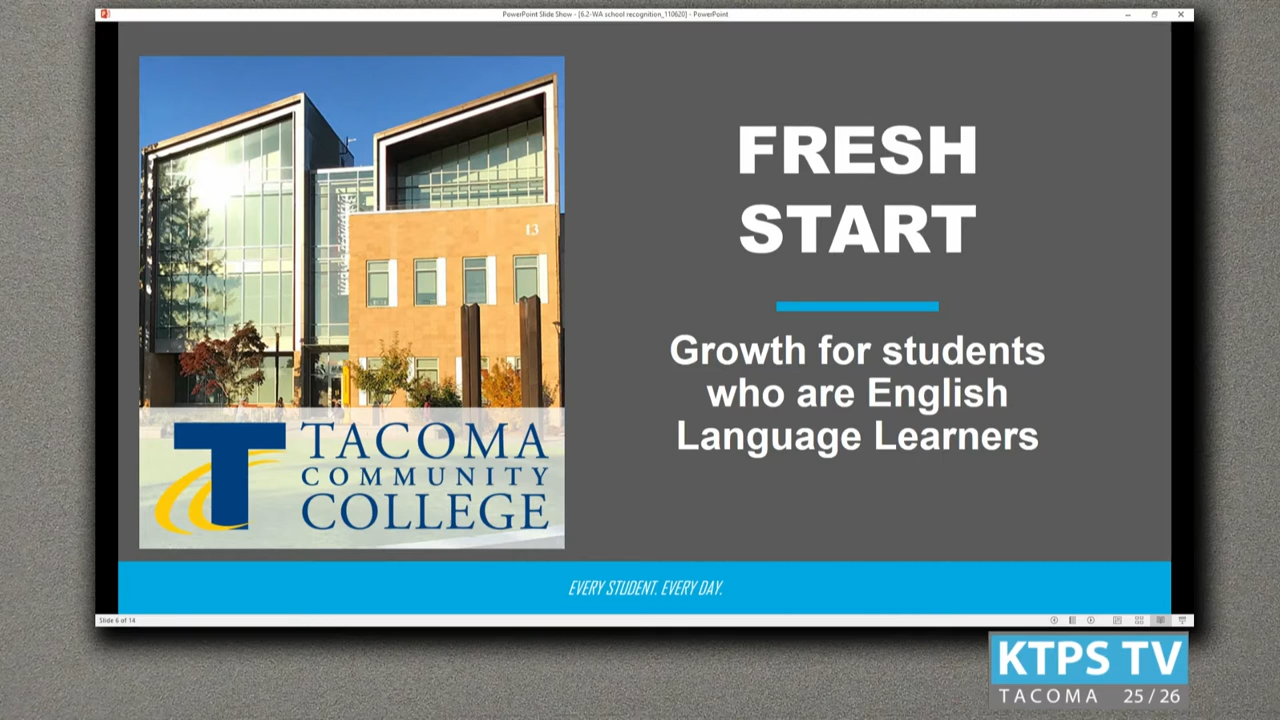 PowerPoint Slide Show - [6.2-WA school recognition_110620] - PowerPoint
13
TACOMA
COMMUNITY
COLLEGE
FRESH
START
Growth for students
who are English
Language Learners
EVERY STUDENT. EVERY DAY.
Slide 6 of 14
KTPS TV
TACOMA 25/26